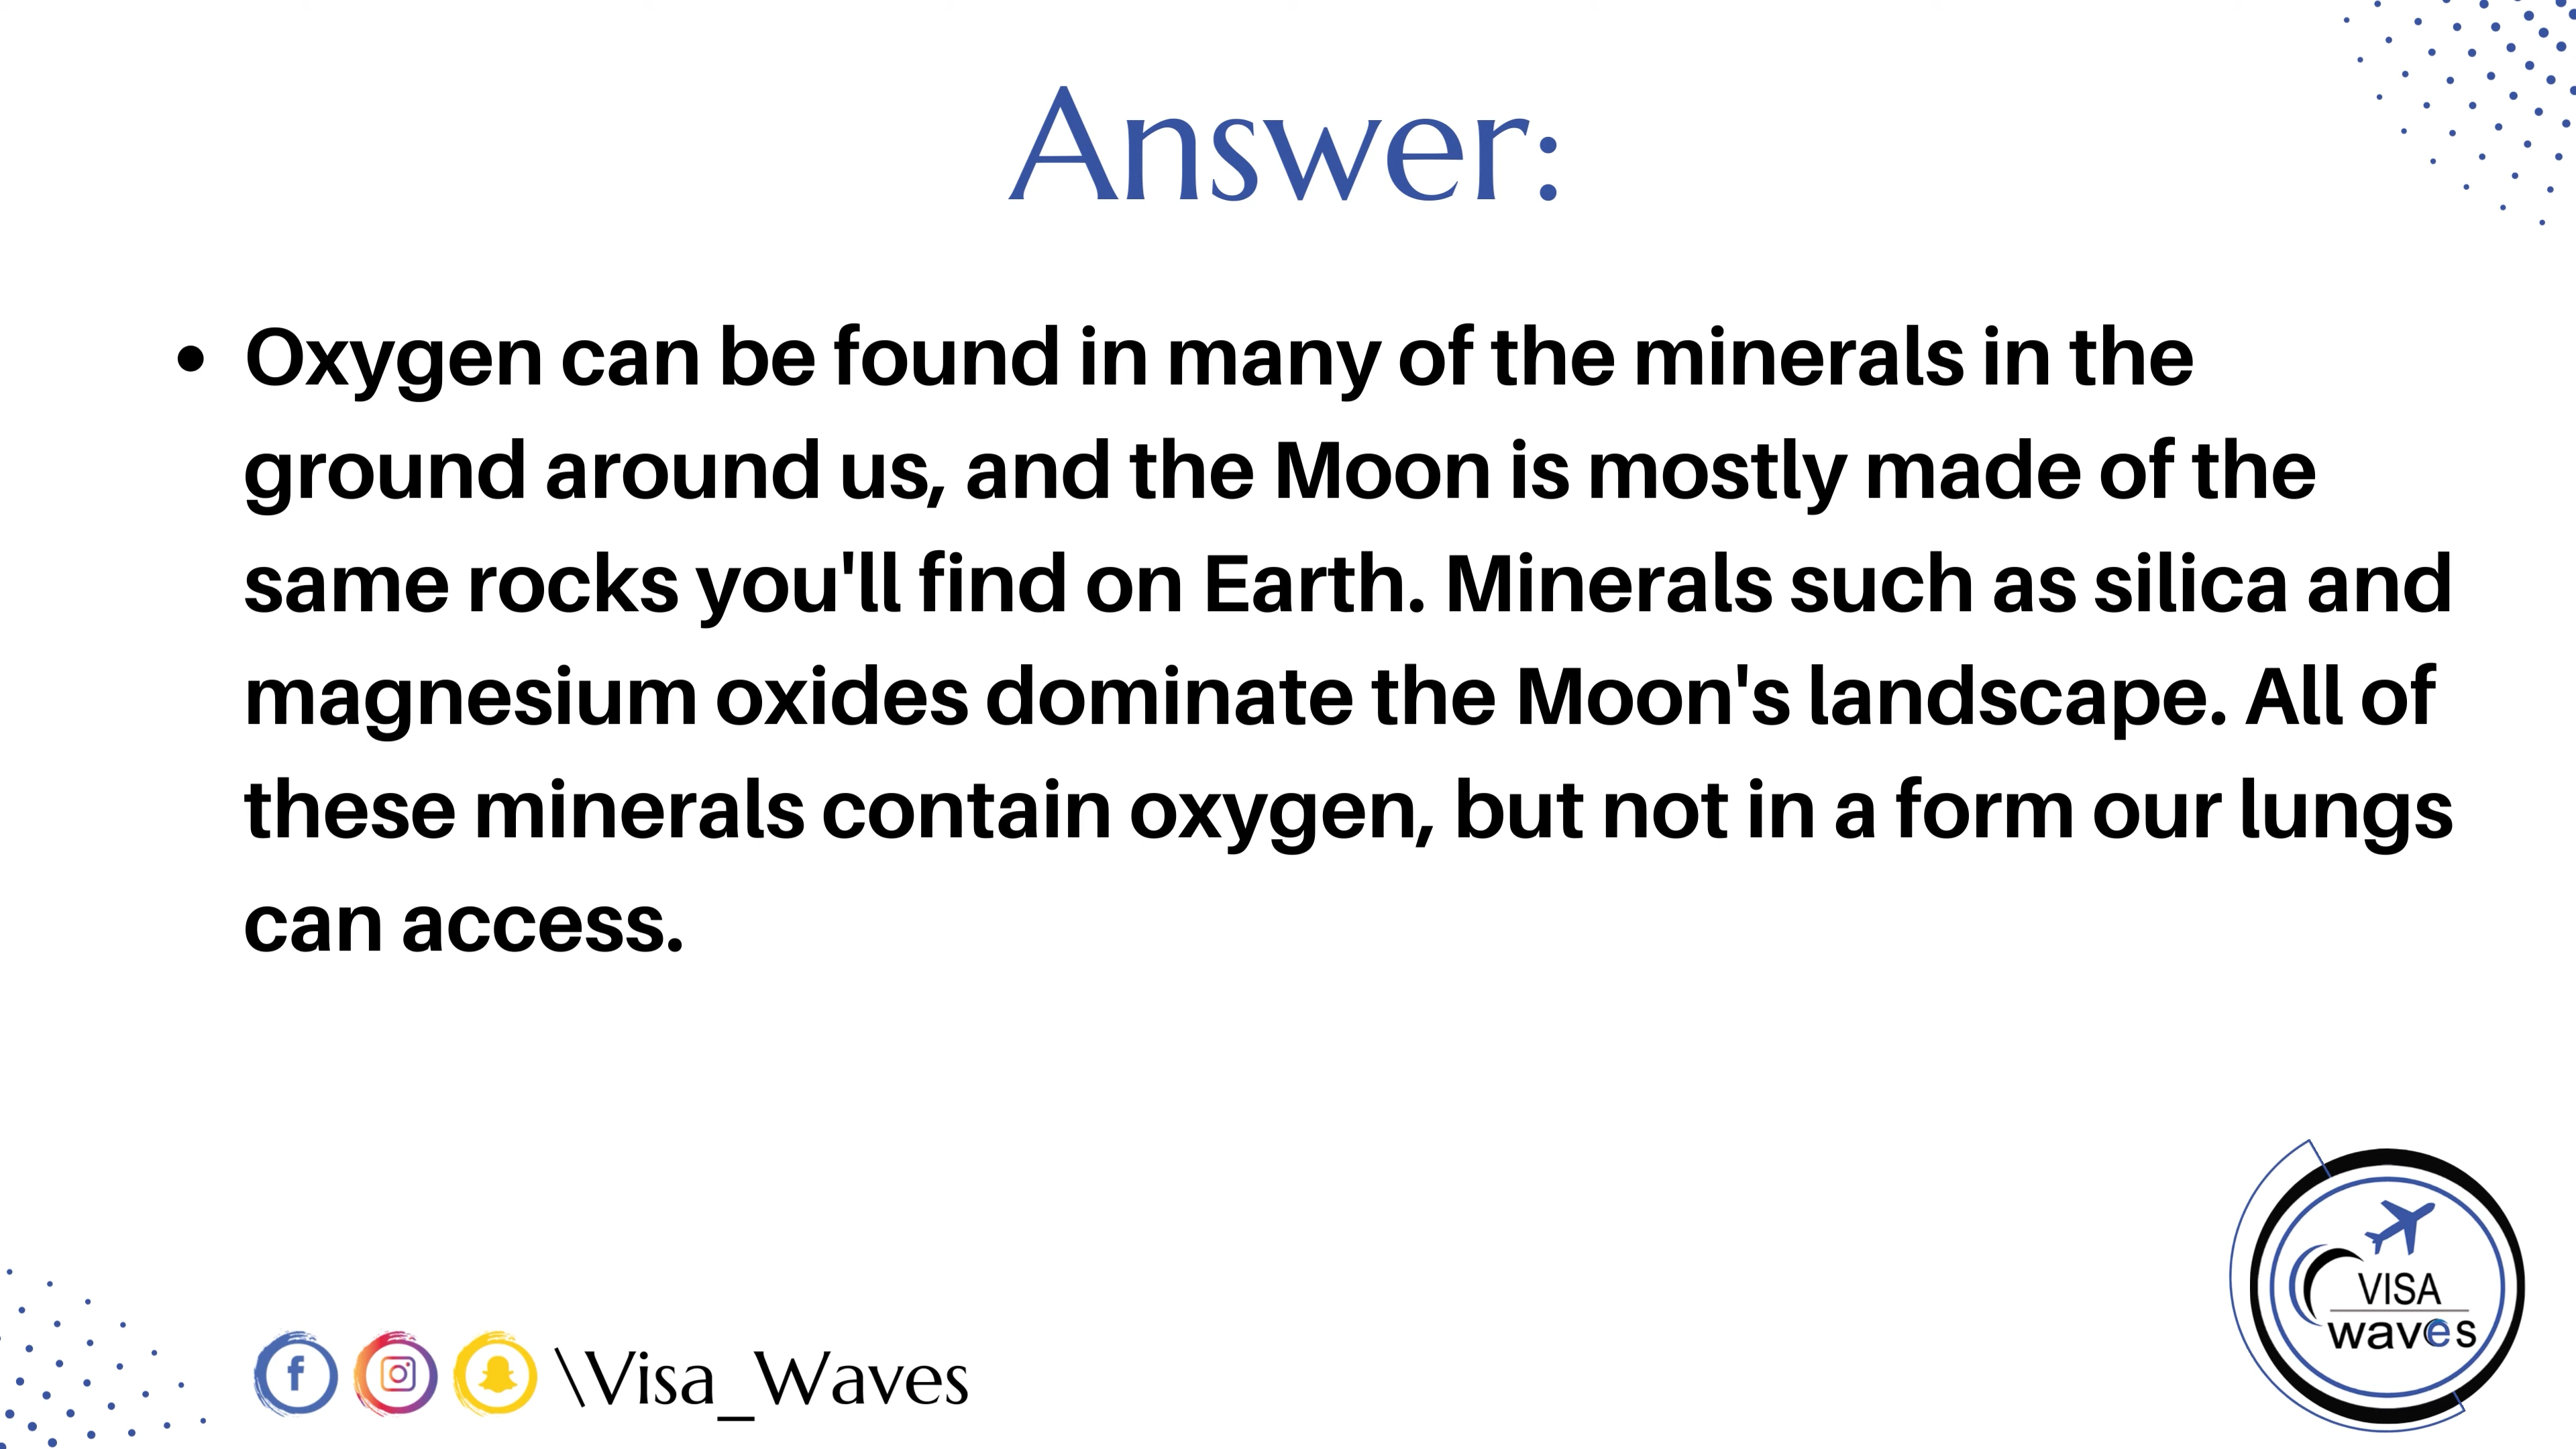 Answer:
• Oxygen can be found in many of the minerals in the
ground around us, and the Moon is mostly made of the
same rocks you'll find on Earth. Minerals such as silica and
magnesium oxides dominate the Moon's landscape. All of
these minerals contain oxygen, but not in a form our lungs
can access.
VISA
waves
\Visa_Waves